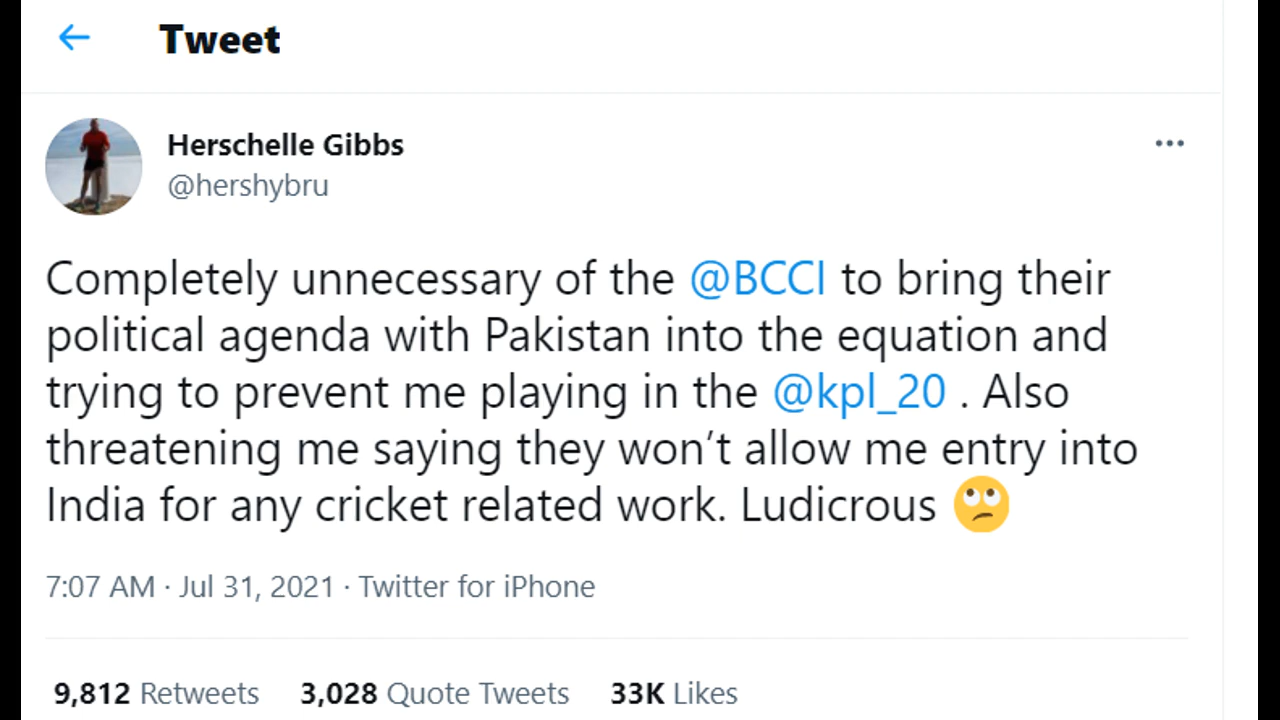 Tweet
Herschelle Gibbs
@hershybru
Completely unnecessary of the @BCCI to bring their
political agenda with Pakistan into the equation and
trying to prevent me playing in the @kpl_20 . Also
threatening me saying they won’t allow me entry into
India for any cricket related work. Ludicrous 🙄
7:07 AM · Jul 31, 2021 · Twitter for iPhone
9,812 Retweets 3,028 Quote Tweets 33K Likes